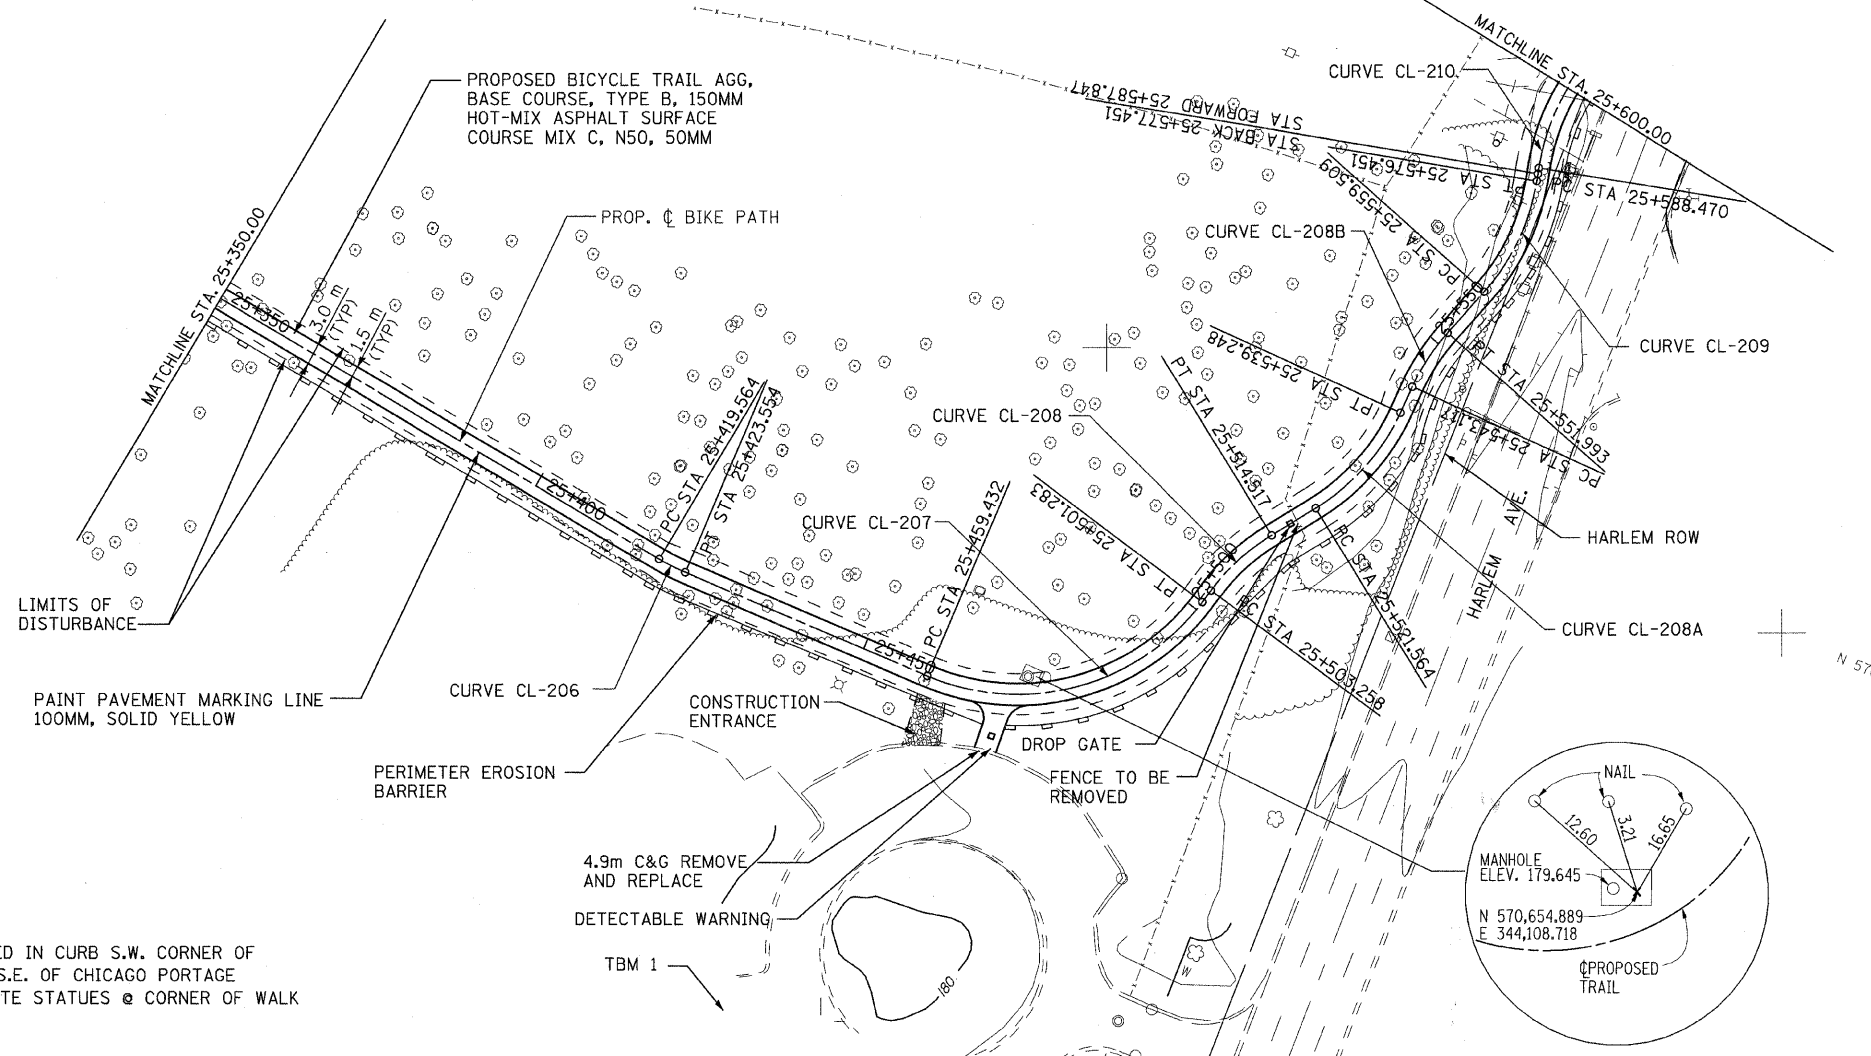 PROPOSED BICYCLE TRAIL AGG,
BASE COURSE, TYPE B, 150MM
HOT-MIX ASPHALT SURFACE
COURSE MIX C, N50, 50MM
MATCHLINE STA. 25+600.00
CURVE CL-210
STA FORWARD 25+587.847
STA BACK 25+577.451
PT STA 25+576.451
PC STA 25+588.470
PC STA 25+559.509
PROP. ℄ BIKE PATH
CURVE CL-208B
MATCHLINE STA. 25+350.00
25+350
3.0 m
(TYP)
1.5 m
(TYP)
25+550
CURVE CL-209
PT STA 25+539.248
PT STA 25+514.517
PC STA 25+419.564
PT STA 25+423.554
CURVE CL-208
PT STA 25+551.993
25+400
PC STA 25+459.432
CURVE CL-207
PT STA 25+501.283
HARLEM ROW
HARLEM AVE.
LIMITS OF
DISTURBANCE
CURVE CL-208A
25+450
25+500
PC STA 25+521.564
PC STA 25+503.258
PAINT PAVEMENT MARKING LINE
100MM, SOLID YELLOW
CURVE CL-206
CONSTRUCTION
ENTRANCE
DROP GATE
PERIMETER EROSION
BARRIER
FENCE TO BE
REMOVED
NAIL
12.60
3.21
16.65
4.9m C&G REMOVE
AND REPLACE
MANHOLE
ELEV. 179.645
DETECTABLE WARNING
N 570,654.889
E 344,108.718
℄PROPOSED
TRAIL
TBM 1
180
W
ED IN CURB S.W. CORNER OF
S.E. OF CHICAGO PORTAGE
TE STATUES @ CORNER OF WALK